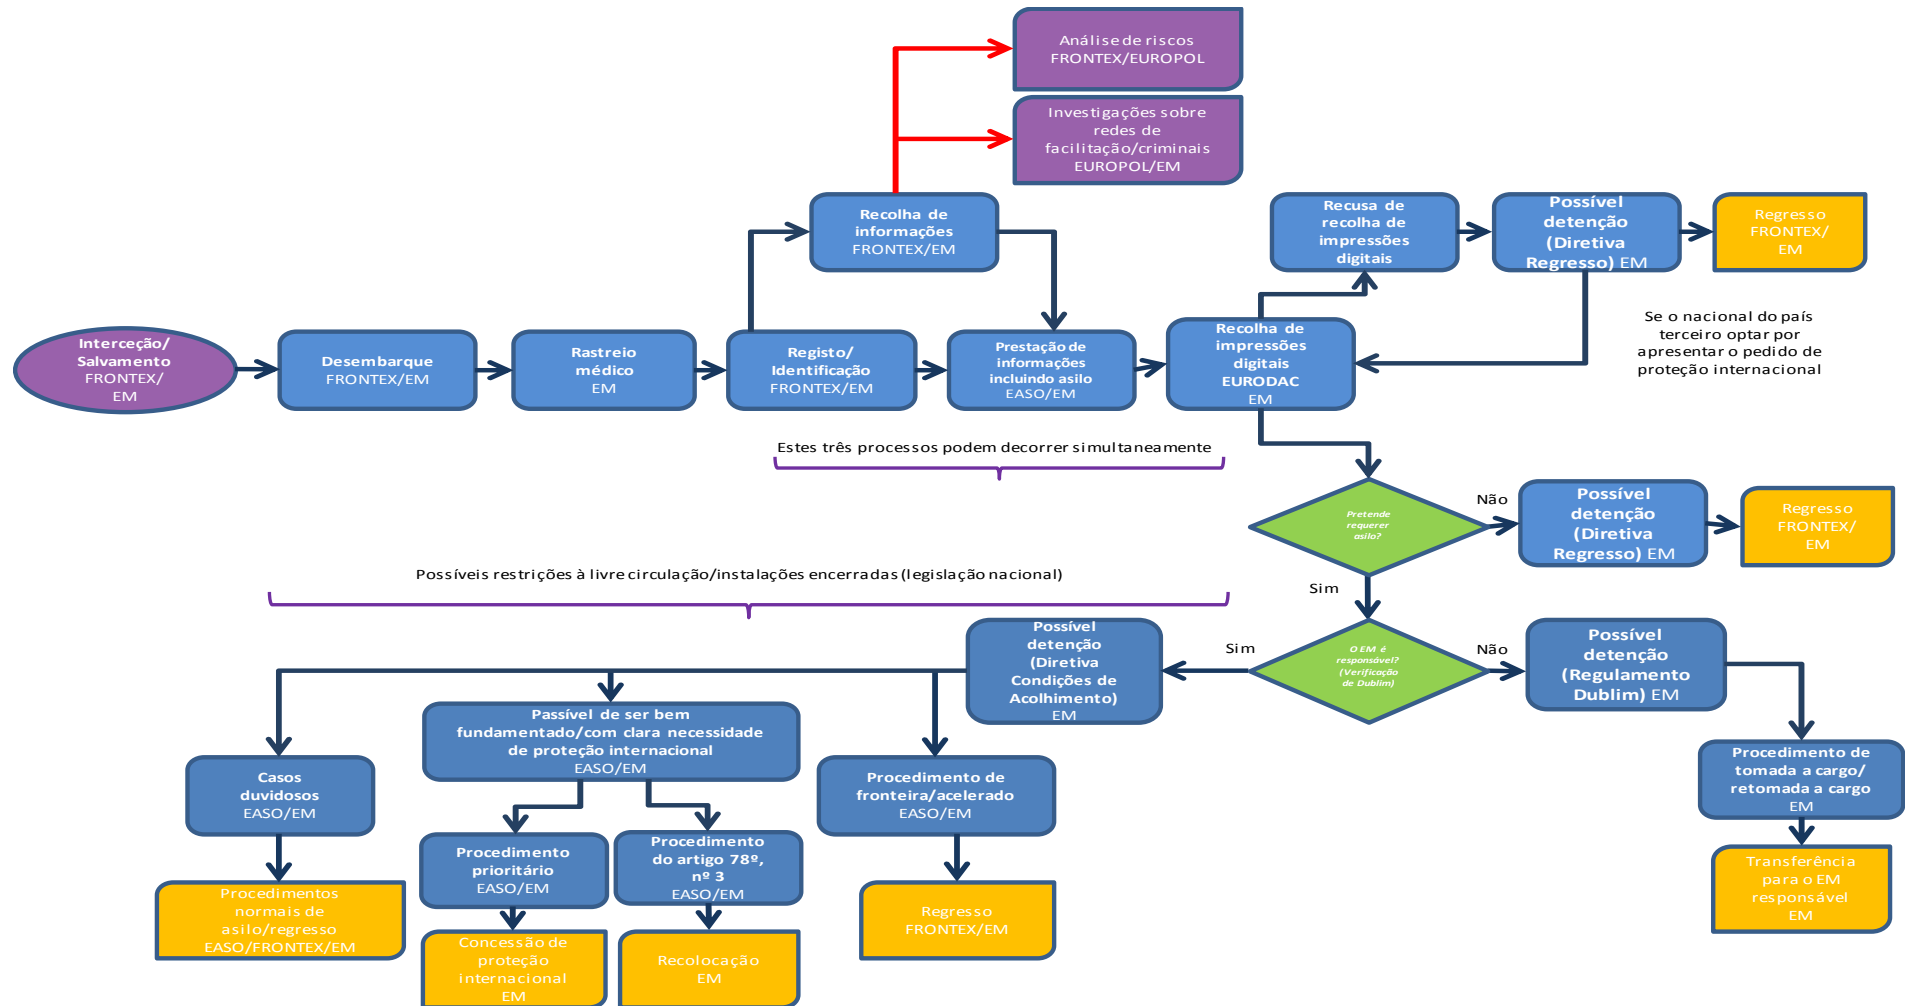 Análise de riscos
FRONTEX/EUROPOL
Investigações sobre
redes de
facilitação/criminais
EUROPOL/EM
Recolha de
informações
FRONTEX/EM
Recusa de
recolha de
impressões
digitais
Possível
detenção
(Diretiva
Regresso) EM
Regresso
FRONTEX/
EM
Interceção/
Salvamento
FRONTEX/
EM
Desembarque
FRONTEX/EM
Rastreio
médico
EM
Registo/
Identificação
FRONTEX/EM
Prestação de
informações
incluindo asilo
EASO/EM
Recolha de
impressões
digitais
EURODAC
EM
Se o nacional do país
terceiro optar por
apresentar o pedido de
proteção internacional
Estes três processos podem decorrer simultaneamente
Pretende
requerer
asilo?
Não
Possível
detenção
(Diretiva
Regresso) EM
Regresso
FRONTEX/
EM
Possíveis restrições à livre circulação/instalações encerradas (legislação nacional)
Sim
Possível
detenção
(Diretiva
Condições de
Acolhimento)
EM
Sim
O EM é
responsável?
(Verificação
de Dublim)
Não
Possível
detenção
(Regulamento
Dublim) EM
Passível de ser bem
fundamentado/com clara necessidade
de proteção internacional
EASO/EM
Casos
duvidosos
EASO/EM
Procedimento de
fronteira/acelerado
EASO/EM
Procedimento de
tomada a cargo/
retomada a cargo
EM
Procedimento
prioritário
EASO/EM
Procedimento
do artigo 78º,
nº 3
EASO/EM
Procedimentos
normais de
asilo/regresso
EASO/FRONTEX/EM
Concessão de
proteção
internacional
EM
Recolocação
EM
Regresso
FRONTEX/EM
Transferência
para o EM
responsável
EM